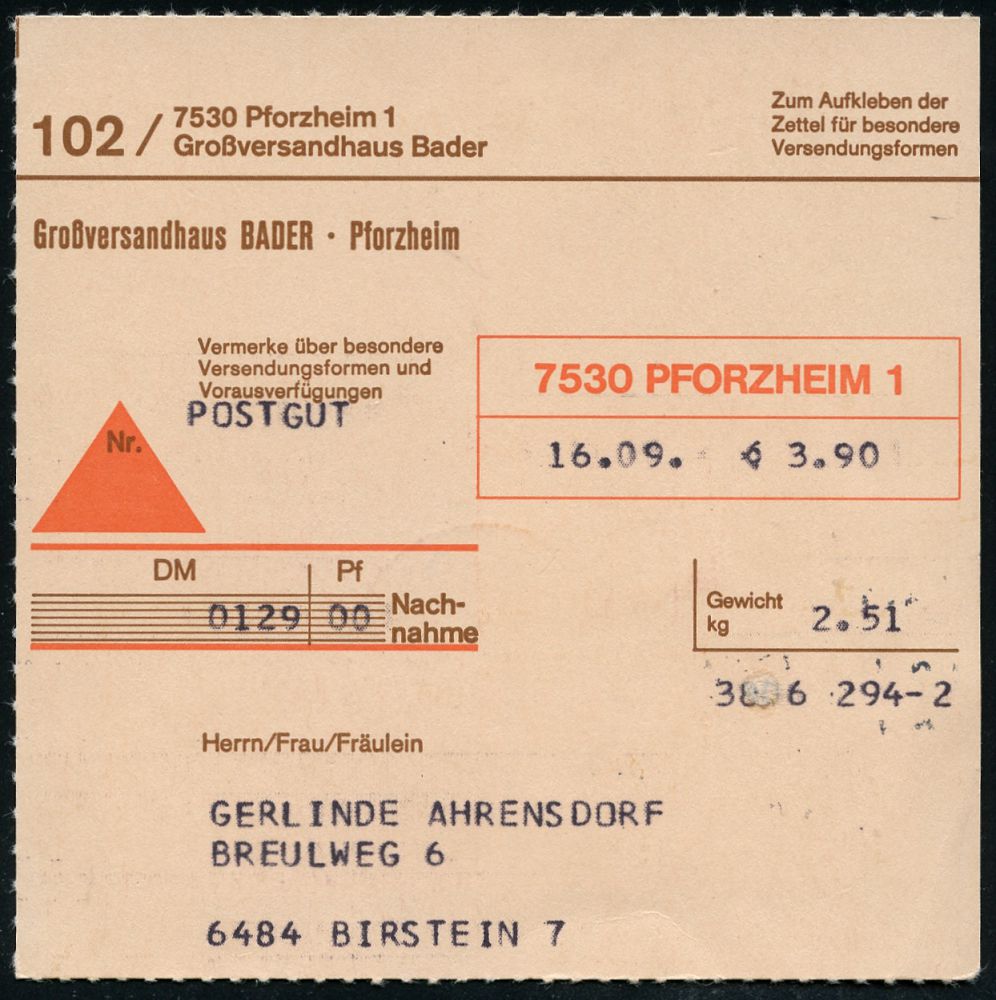 102 / 7530 Pforzheim 1
Großversandhaus Bader
Zum Aufkleben der
Zettel für besondere
Versendungsformen
Großversandhaus BADER · Pforzheim
Vermerke über besondere
Versendungsformen und
Vorausverfügungen
POSTGUT
Nr.
7530 PFORZHEIM 1
16.09. 3.90
DM Pf
0129 00 Nach-
nahme
Gewicht
kg 2.51
294-2
Herrn/Frau/Fräulein
GERLINDE AHRENSDORF
BREULWEG 6
6484 BIRSTEIN 7